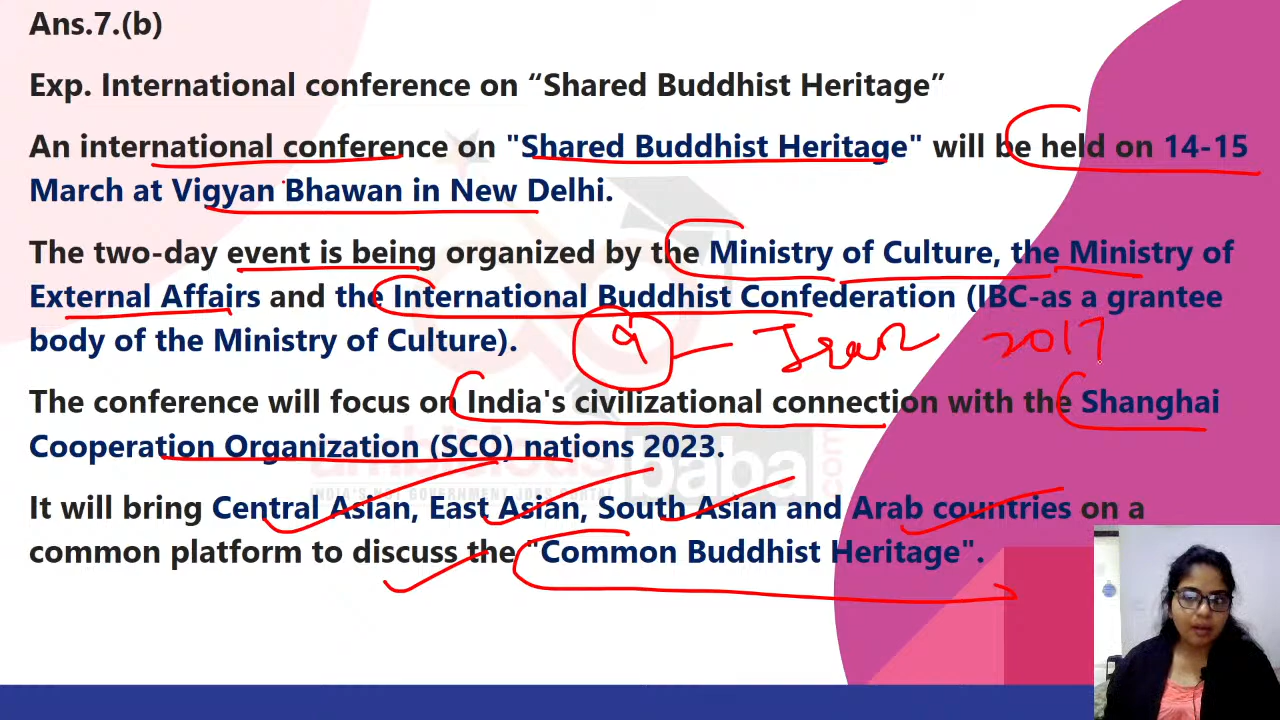 Ans.7.(b)
Exp. International conference on “Shared Buddhist Heritage”
An international conference on "Shared Buddhist Heritage" will be held on 14-15
March at Vigyan Bhawan in New Delhi.
The two-day event is being organized by the Ministry of Culture, the Ministry of
External Affairs and the International Buddhist Confederation (IBC-as a grantee
body of the Ministry of Culture).
9 - Iran 2017
The conference will focus on India's civilizational connection with the Shanghai
Cooperation Organization (SCO) nations 2023.
ambitious baba .com
It will bring Central Asian, East Asian, South Asian and Arab countries on a
common platform to discuss the "Common Buddhist Heritage".